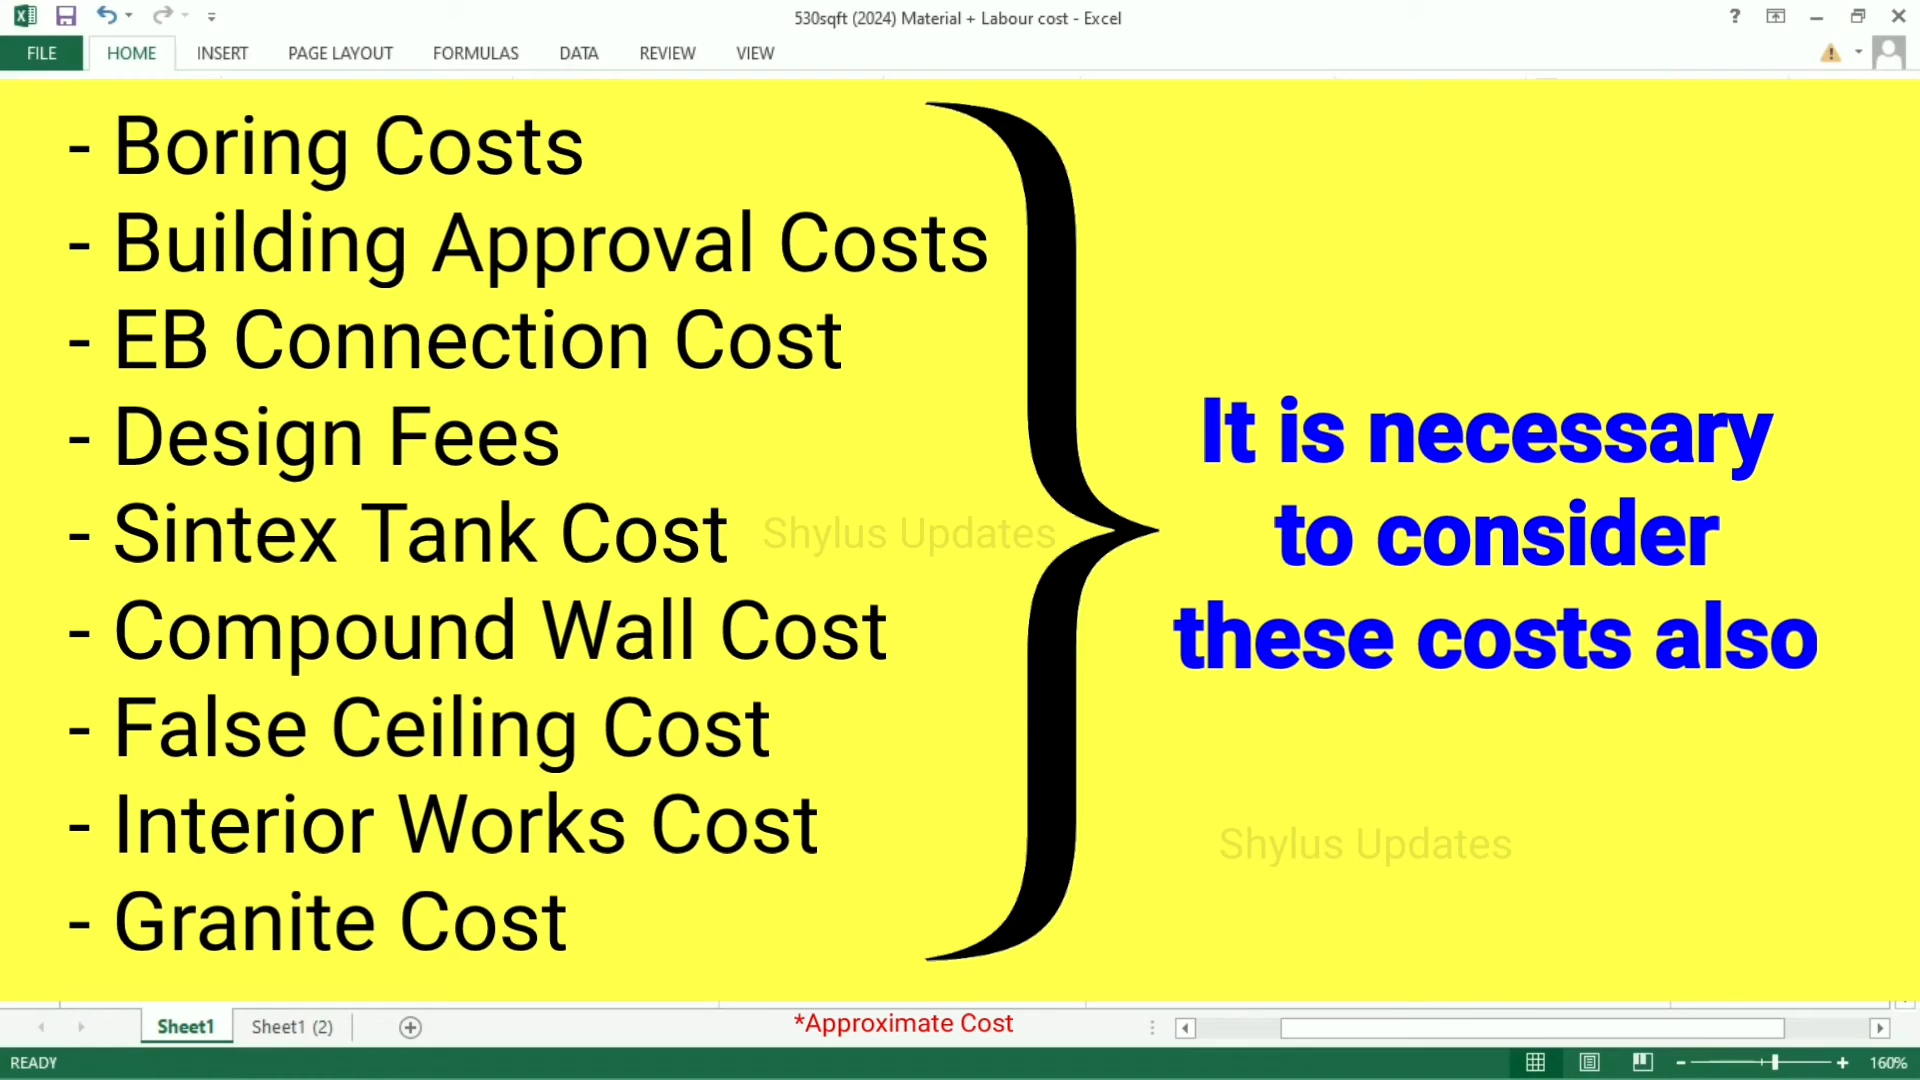 530sqft (2024) Material + Labour cost - Excel
FILE HOME INSERT PAGE LAYOUT FORMULAS DATA REVIEW VIEW
- Boring Costs
- Building Approval Costs
- EB Connection Cost
- Design Fees
- Sintex Tank Cost
- Compound Wall Cost
- False Ceiling Cost
- Interior Works Cost
- Granite Cost
It is necessary
to consider
these costs also
Shylus Updates
Shylus Updates
Sheet1 Sheet1 (2)
*Approximate Cost
READY
160%